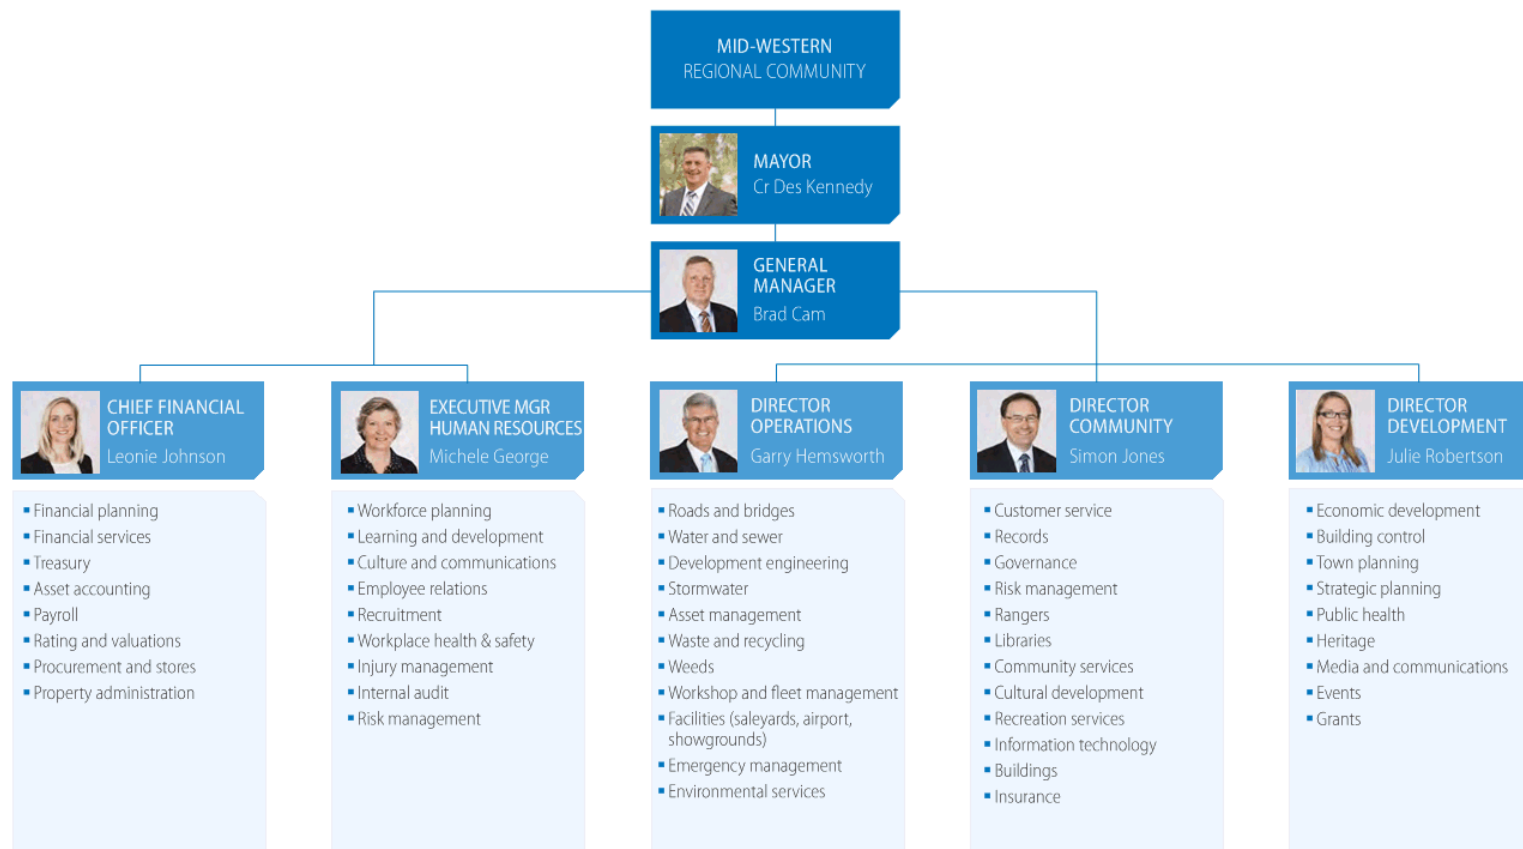 MID-WESTERN
REGIONAL COMMUNITY
MAYOR
Cr Des Kennedy
GENERAL
MANAGER
Brad Cam
CHIEF FINANCIAL
OFFICER
Leonie Johnson
▪ Financial planning
▪ Financial services
▪ Treasury
▪ Asset accounting
▪ Payroll
▪ Rating and valuations
▪ Procurement and stores
▪ Property administration
EXECUTIVE MGR
HUMAN RESOURCES
Michele George
▪ Workforce planning
▪ Learning and development
▪ Culture and communications
▪ Employee relations
▪ Recruitment
▪ Workplace health & safety
▪ Injury management
▪ Internal audit
▪ Risk management
DIRECTOR
OPERATIONS
Garry Hemsworth
▪ Roads and bridges
▪ Water and sewer
▪ Development engineering
▪ Stormwater
▪ Asset management
▪ Waste and recycling
▪ Weeds
▪ Workshop and fleet management
▪ Facilities (saleyards, airport,
showgrounds)
▪ Emergency management
▪ Environmental services
DIRECTOR
COMMUNITY
Simon Jones
▪ Customer service
▪ Records
▪ Governance
▪ Risk management
▪ Rangers
▪ Libraries
▪ Community services
▪ Cultural development
▪ Recreation services
▪ Information technology
▪ Buildings
▪ Insurance
DIRECTOR
DEVELOPMENT
Julie Robertson
▪ Economic development
▪ Building control
▪ Town planning
▪ Strategic planning
▪ Public health
▪ Heritage
▪ Media and communications
▪ Events
▪ Grants